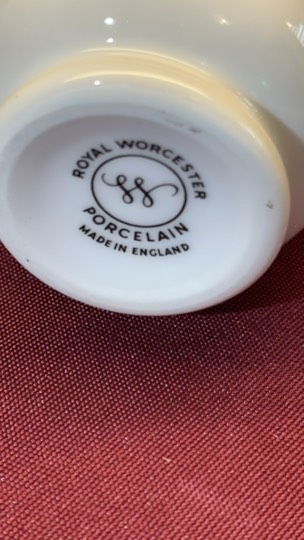 ROYAL WORCESTER
PORCELAIN
MADE IN ENGLAND